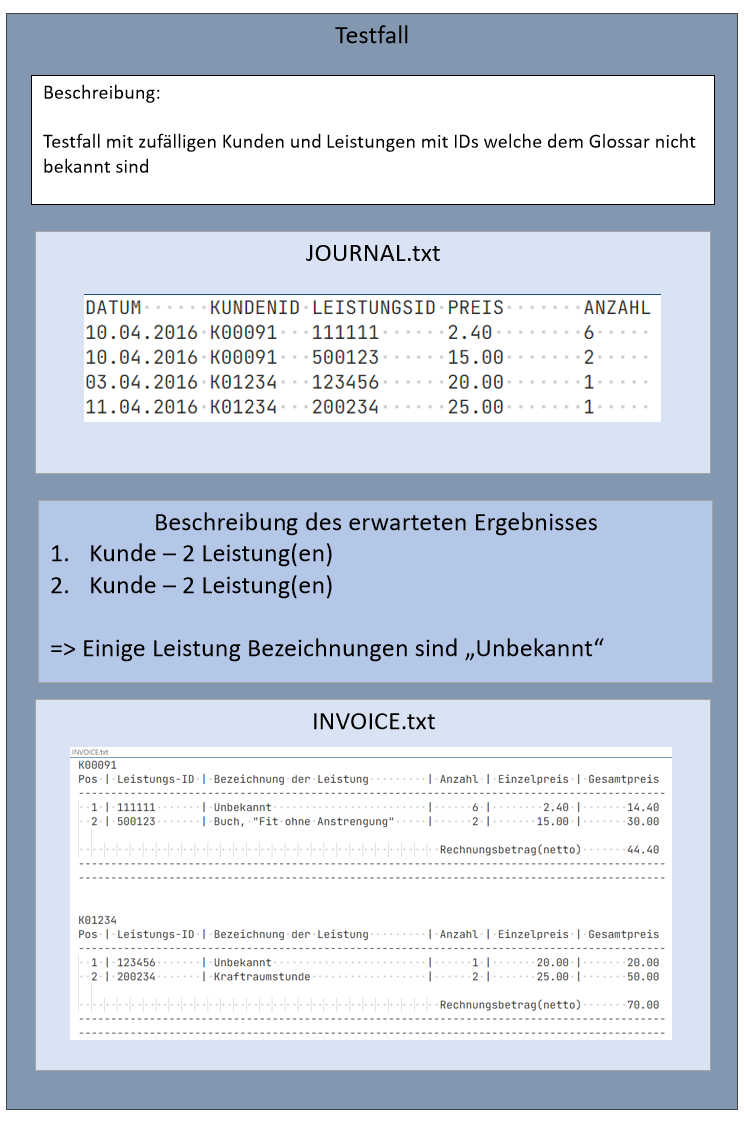 Testfall
Beschreibung:
Testfall mit zufälligen Kunden und Leistungen mit IDs welche dem Glossar nicht
bekannt sind
JOURNAL.txt
DATUM KUNDENID LEISTUNGSID PREIS ANZAHL
10.04.2016 K00091 111111 2.40 6
10.04.2016 K00091 500123 15.00 2
03.04.2016 K01234 123456 20.00 1
11.04.2016 K01234 200234 25.00 1
Beschreibung des erwarteten Ergebnisses
1. Kunde – 2 Leistung(en)
2. Kunde – 2 Leistung(en)
=> Einige Leistung Bezeichnungen sind „Unbekannt“
INVOICE.txt
INVOICE.txt
K00091
Pos | Leistungs-ID | Bezeichnung der Leistung | Anzahl | Einzelpreis | Gesamtpreis
1 | 111111 | Unbekannt | 6 | 2.40 | 14.40
2 | 500123 | Buch, "Fit ohne Anstrengung" | 2 | 15.00 | 30.00
Rechnungsbetrag(netto) 44.40
K01234
Pos | Leistungs-ID | Bezeichnung der Leistung | Anzahl | Einzelpreis | Gesamtpreis
1 | 123456 | Unbekannt | 1 | 20.00 | 20.00
2 | 200234 | Kraftraumstunde | 2 | 25.00 | 50.00
Rechnungsbetrag(netto) 70.00